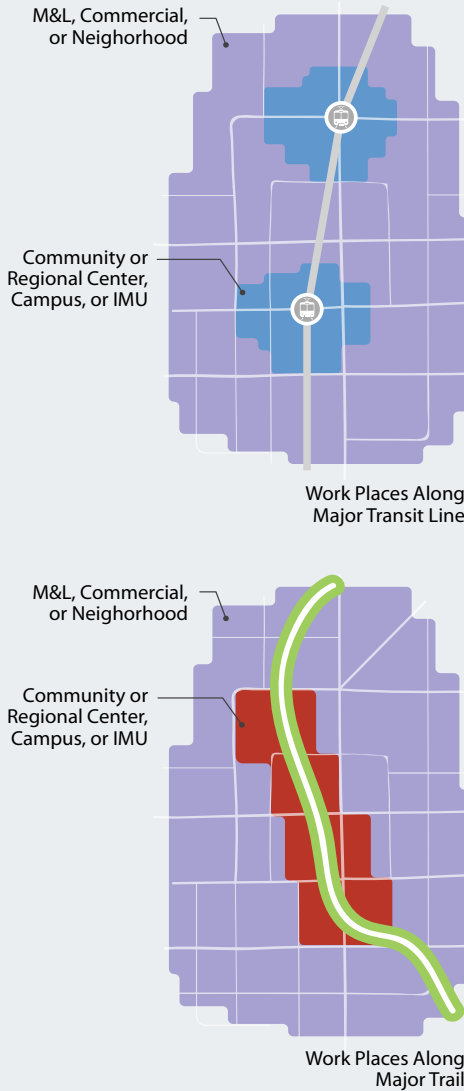 M&L, Commercial,
or Neighorhood
Community or
Regional Center,
Campus, or IMU
Work Places Along
Major Transit Line
M&L, Commercial,
or Neighorhood
Community or
Regional Center,
Campus, or IMU
Work Places Along
Major Trail